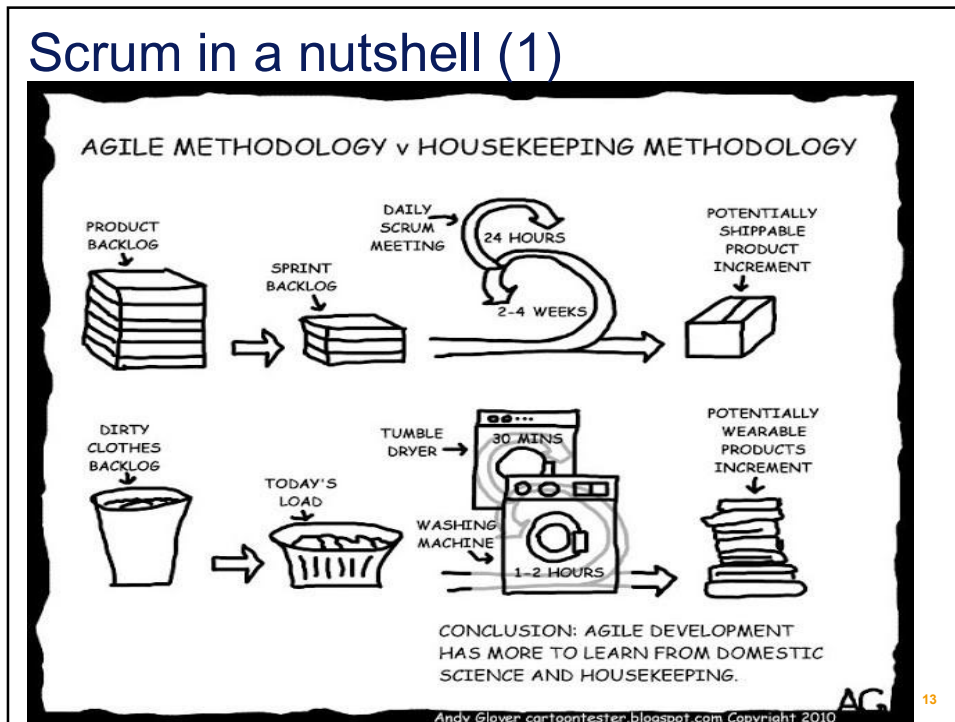 Scrum in a nutshell (1)
AGILE METHODOLOGY v HOUSEKEEPING METHODOLOGY
PRODUCT
BACKLOG
SPRINT
BACKLOG
DAILY
SCRUM
MEETING
24 HOURS
2-4 WEEKS
POTENTIALLY
SHIPPABLE
PRODUCT
INCREMENT
DIRTY
CLOTHES
BACKLOG
TODAY'S
LOAD
TUMBLE
DRYER
30 MINS
WASHING
MACHINE
1-2 HOURS
POTENTIALLY
WEARABLE
PRODUCTS
INCREMENT
CONCLUSION: AGILE DEVELOPMENT
HAS MORE TO LEARN FROM DOMESTIC
SCIENCE AND HOUSEKEEPING.
AG
Andy Glover cartoontester.blogspot.com Copyright 2010
13